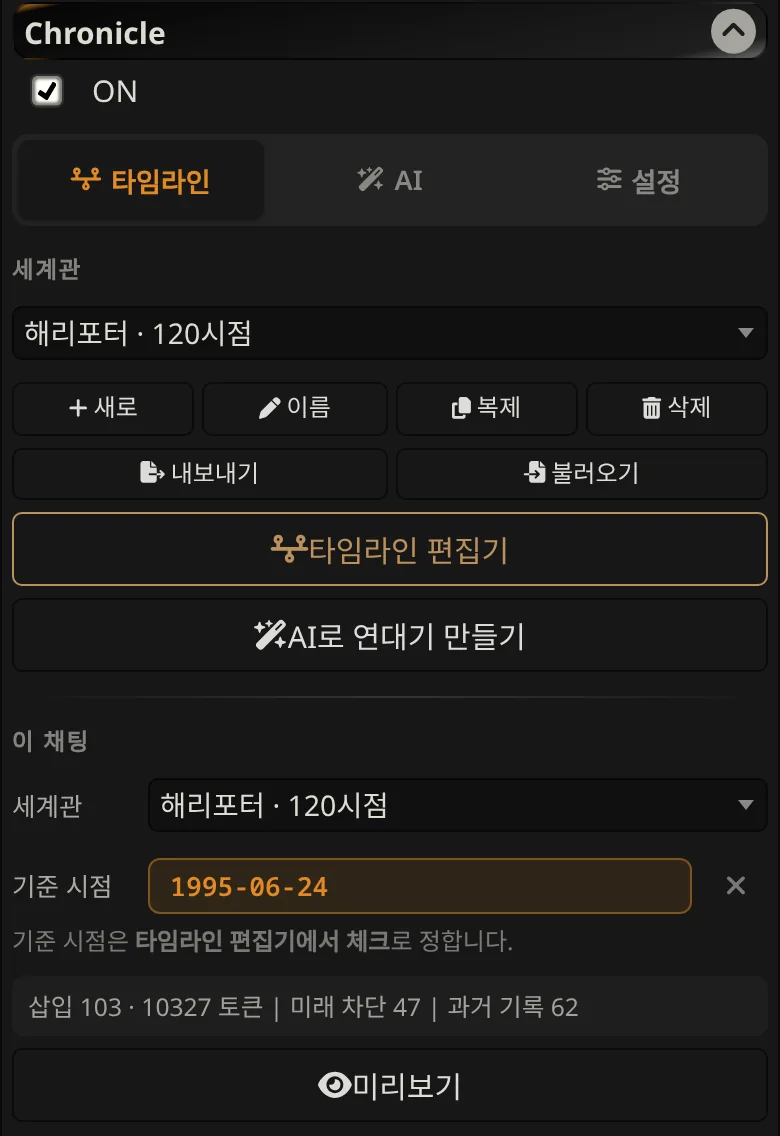 Chronicle
ON
타임라인 AI 설정
세계관
해리포터 · 120시점
+ 새로 이름 복제 삭제
내보내기 불러오기
타임라인 편집기
AI로 연대기 만들기
이 채팅
세계관 해리포터 · 120시점
기준 시점 1995-06-24 ×
기준 시점은 타임라인 편집기에서 체크로 정합니다.
삽입 103 · 10327 토큰 | 미래 차단 47 | 과거 기록 62
미리보기